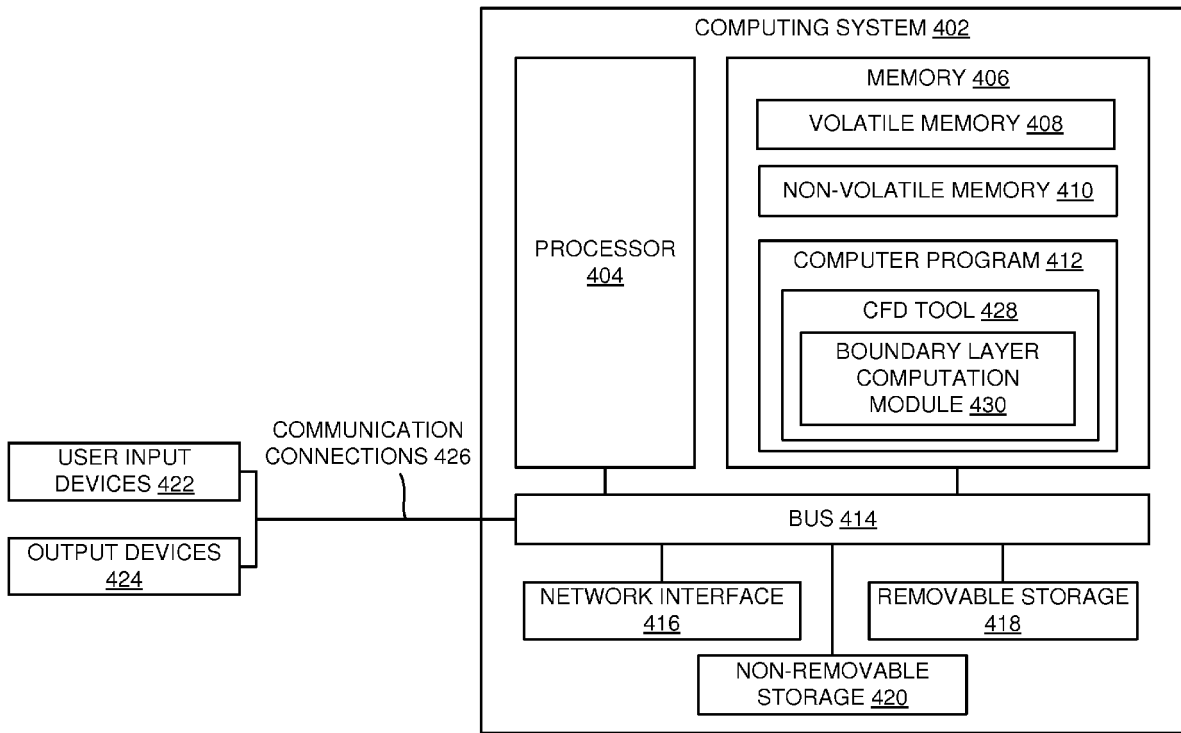 COMPUTING SYSTEM 402
PROCESSOR
404
MEMORY 406
VOLATILE MEMORY 408
NON-VOLATILE MEMORY 410
COMPUTER PROGRAM 412
CFD TOOL 428
BOUNDARY LAYER
COMPUTATION
MODULE 430
USER INPUT
DEVICES 422
OUTPUT DEVICES
424
COMMUNICATION
CONNECTIONS 426
BUS 414
NETWORK INTERFACE
416
REMOVABLE STORAGE
418
NON-REMOVABLE
STORAGE 420